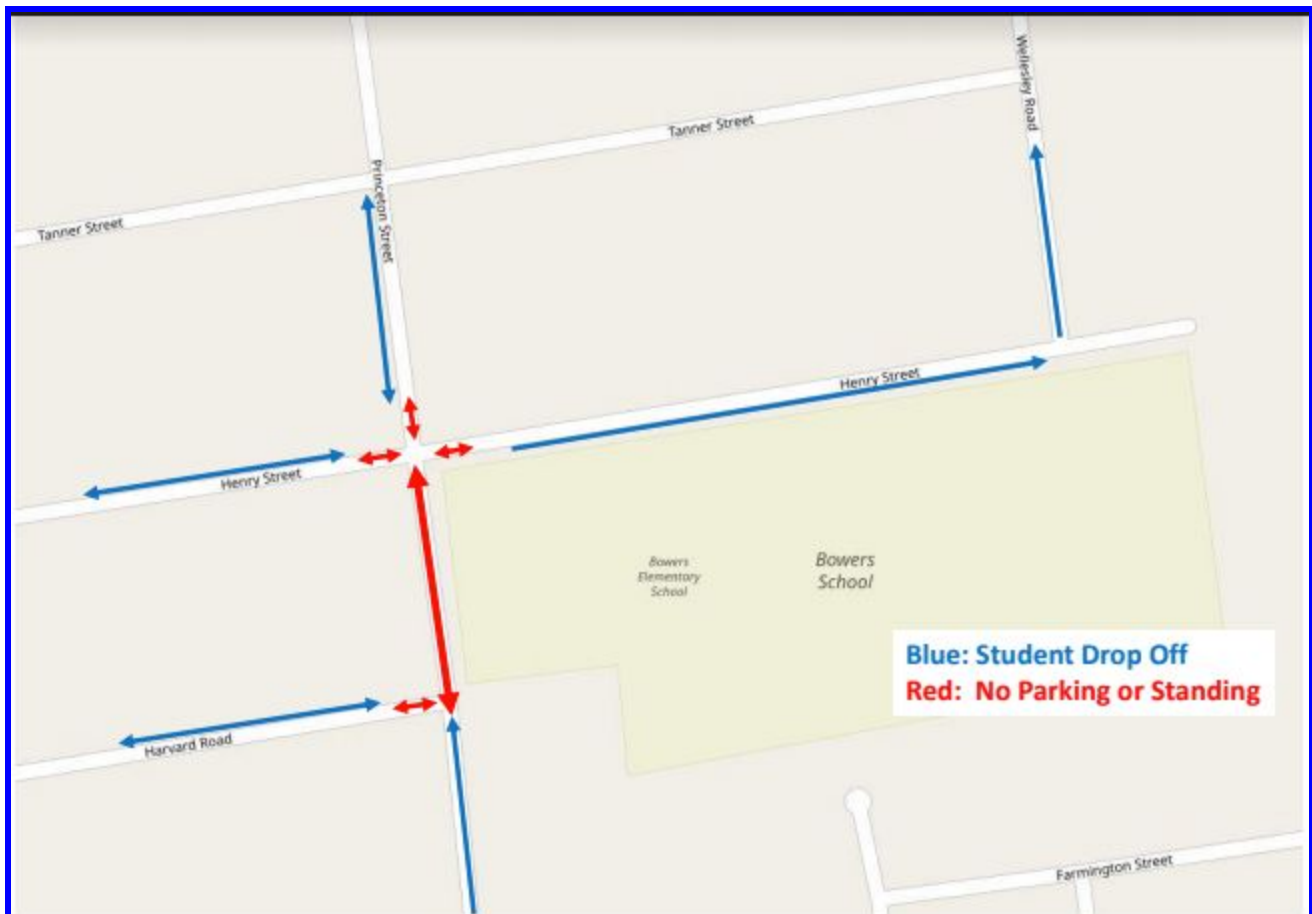 Wellesley Road
Tanner Street
Princeton Street
Tanner Street
Henry Street
Henry Street
Bowers
Elementary
School
Bowers
School
Blue: Student Drop Off
Red: No Parking or Standing
Harvard Road
Farmington Street